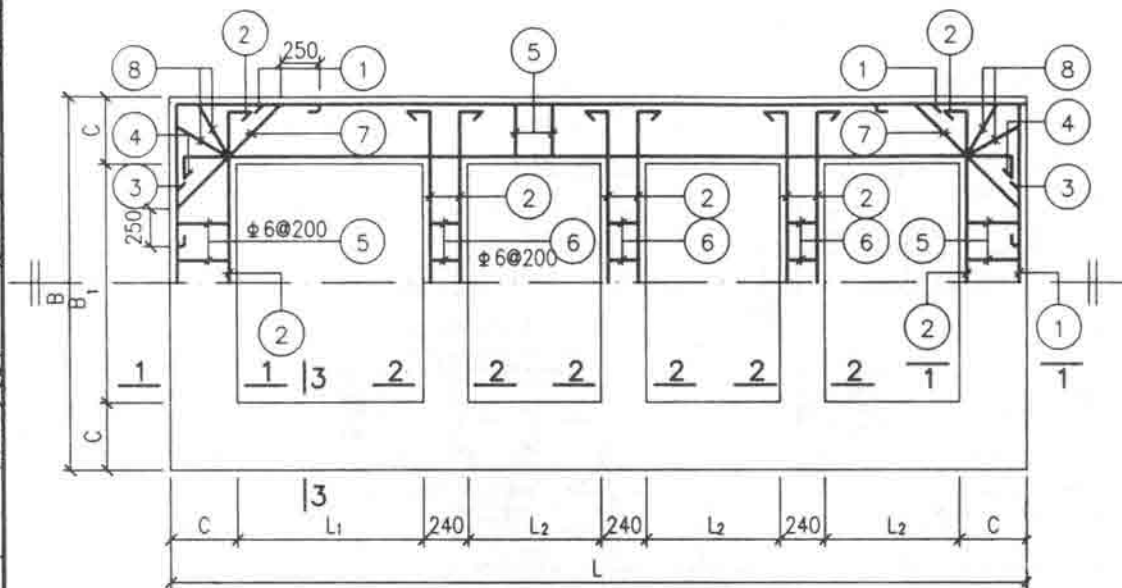 2 250 1 5 1 2 8
8
4 7 7 4
3 3
C
2 2 2
250 Φ6@200 5 6 Φ6@200 6 6 5
B B₁
2 2 1
1 1 |3 2 2 2 2 2 2 1 1
C
|3
C L₁ 240 L₂ 240 L₂ 240 L₂ C
L